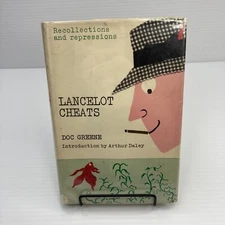 Recollections
and repressions
LANCELOT
CHEATS
DOC GREENE
Introduction by Arthur Daley